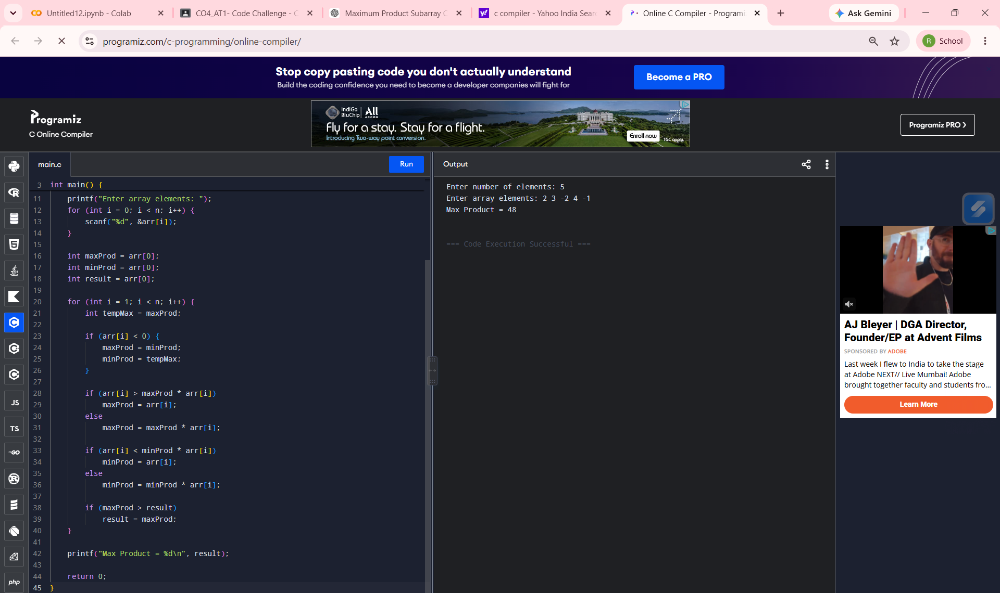 Untitled12.ipynb - Colab
CO4_AT1- Code Challenge - C
Maximum Product Subarray C
c compiler - Yahoo India Sear
Online C Compiler - Programi
Ask Gemini
programiz.com/c-programming/online-compiler/
R
School
Stop copy pasting code you don't actually understand
Build the coding confidence you need to become a developer companies will fight for
Become a PRO
Programiz
C Online Compiler
IndiGo
BluChip
All
ACCOR
Fly for a stay. Stay for a flight.
Introducing Two-way point conversion.
Enroll now
T&C apply.
Programiz PRO ❯
main.c
Run
Output
3 int main() {
11 printf("Enter array elements: ");
12 for (int i = 0; i < n; i++) {
13 scanf("%d", &arr[i]);
14 }
15
16 int maxProd = arr[0];
17 int minProd = arr[0];
18 int result = arr[0];
19
20 for (int i = 1; i < n; i++) {
21 int tempMax = maxProd;
22
23 if (arr[i] < 0) {
24 maxProd = minProd;
25 minProd = tempMax;
26 }
27
28 if (arr[i] > maxProd * arr[i])
29 maxProd = arr[i];
30 else
31 maxProd = maxProd * arr[i];
32
33 if (arr[i] < minProd * arr[i])
34 minProd = arr[i];
35 else
36 minProd = minProd * arr[i];
37
38 if (maxProd > result)
39 result = maxProd;
40 }
41
42 printf("Max Product = %d\n", result);
43
44 return 0;
45 }
JS
TS
GO
php
Enter number of elements: 5
Enter array elements: 2 3 -2 4 -1
Max Product = 48
=== Code Execution Successful ===
AJ Bleyer | DGA Director,
Founder/EP at Advent Films
SPONSORED BY ADOBE
Last week I flew to India to take the stage
at Adobe NEXT// Live Mumbai! Adobe
brought together faculty and students fro...
Learn More